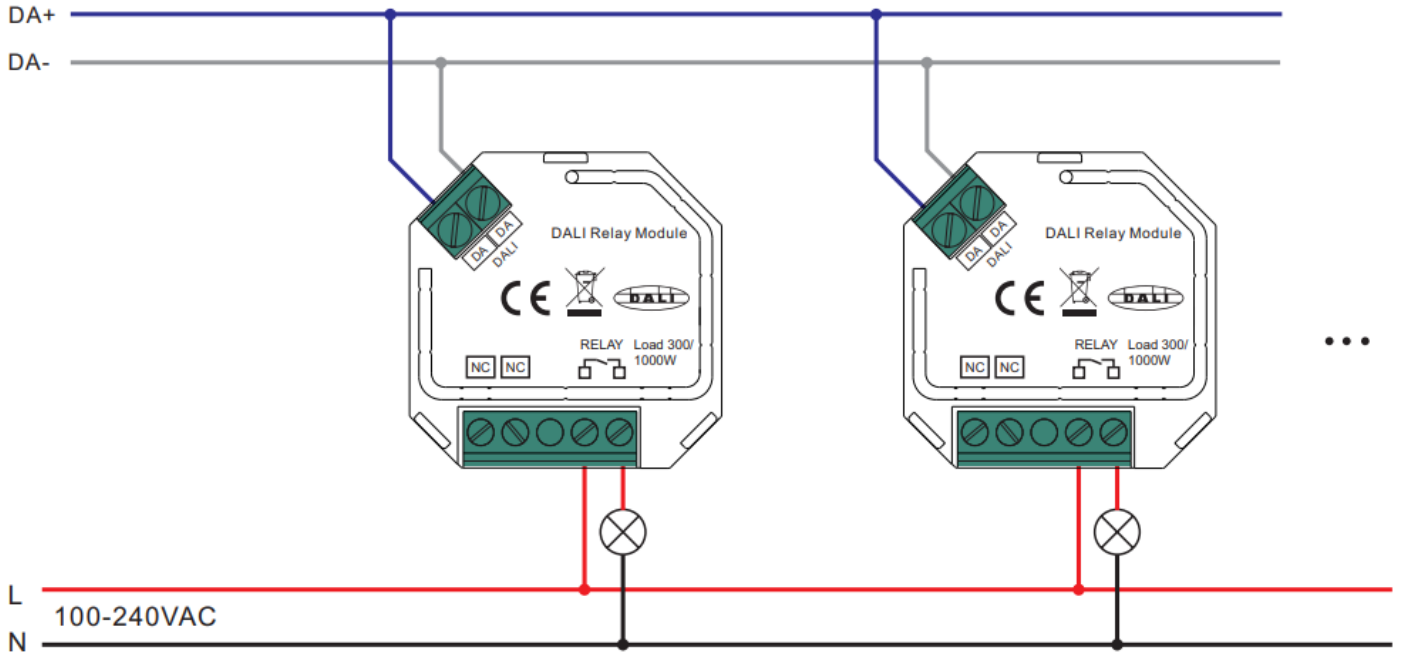 DA+
DA-
DA DA
DALI
DALI Relay Module
CE
DALI
RELAY Load 300/
1000W
NC NC
DA DA
DALI
DALI Relay Module
CE
DALI
RELAY Load 300/
1000W
NC NC
...
L
100-240VAC
N